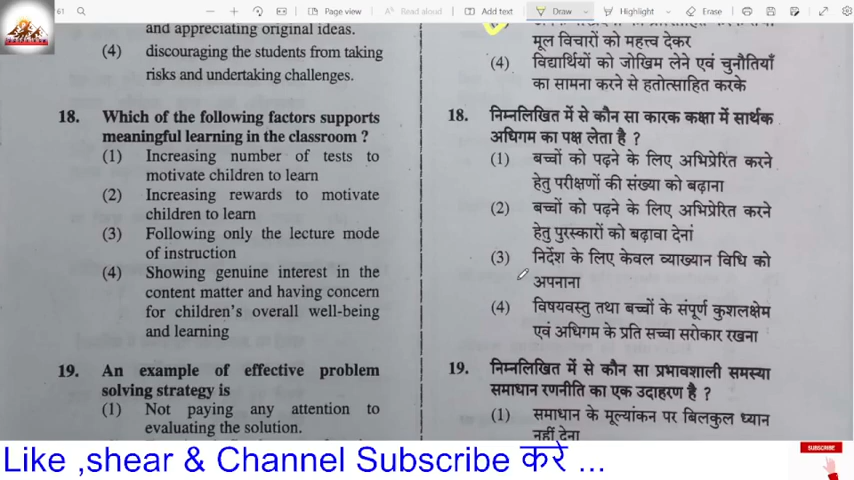 61
Page view
Read aloud
Add text
Draw
Highlight
Erase
and appreciating original ideas.
(4) discouraging the students from taking
risks and undertaking challenges.
18. Which of the following factors supports
meaningful learning in the classroom ?
(1) Increasing number of tests to
motivate children to learn
(2) Increasing rewards to motivate
children to learn
(3) Following only the lecture mode
of instruction
(4) Showing genuine interest in the
content matter and having concern
for children's overall well-being
and learning
19. An example of effective problem
solving strategy is
(1) Not paying any attention to
evaluating the solution.
मूल विचारों को महत्त्व देकर
(4) विद्यार्थियों को जोखिम लेने एवं चुनौतियाँ
का सामना करने से हतोत्साहित करके
18. निम्नलिखित में से कौन सा कारक कक्षा में सार्थक
अधिगम का पक्ष लेता है ?
(1) बच्चों को पढ़ने के लिए अभिप्रेरित करने
हेतु परीक्षणों की संख्या को बढ़ाना
(2) बच्चों को पढ़ने के लिए अभिप्रेरित करने
हेतु पुरस्कारों को बढ़ावा देनां
(3) निर्देश के लिए केवल व्याख्यान विधि को
अपनाना
(4) विषयवस्तु तथा बच्चों के संपूर्ण कुशलक्षेम
एवं अधिगम के प्रति सच्चा सरोकार रखना
19. निम्नलिखित में से कौन सा प्रभावशाली समस्या
समाधान रणनीति का एक उदाहरण है ?
(1) समाधान के मूल्यांकन पर बिलकुल ध्यान
नहीं देना
Like ,shear & Channel Subscribe करें ...
SUBSCRIBE